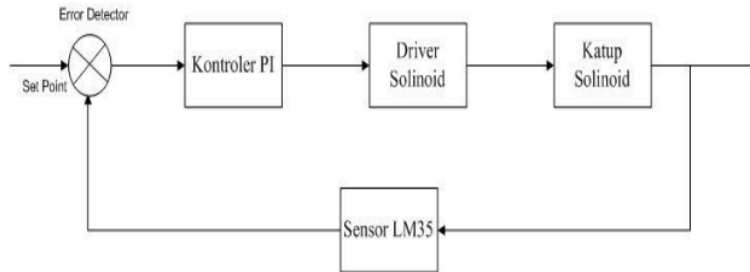 Error Detector
Set Point
Kontroler PI
Driver
Solinoid
Katup
Solinoid
Sensor LM35